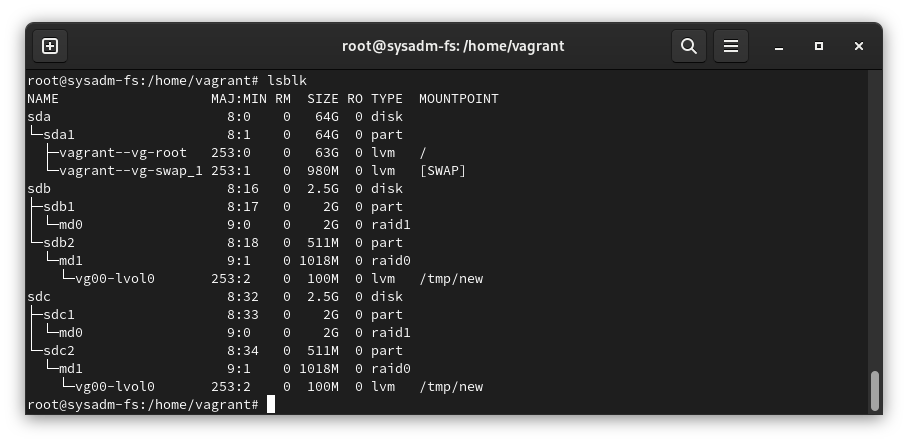 root@sysadm-fs: /home/vagrant
root@sysadm-fs:/home/vagrant# lsblk
NAME                   MAJ:MIN RM  SIZE RO TYPE  MOUNTPOINT
sda                      8:0    0   64G  0 disk
└─sda1                   8:1    0   64G  0 part
  ├─vagrant--vg-root   253:0    0   63G  0 lvm   /
  └─vagrant--vg-swap_1 253:1    0  980M  0 lvm   [SWAP]
sdb                      8:16   0  2.5G  0 disk
├─sdb1                   8:17   0    2G  0 part
│ └─md0                  9:0    0    2G  0 raid1
└─sdb2                   8:18   0  511M  0 part
  └─md1                  9:1    0 1018M  0 raid0
    └─vg00-lvol0       253:2    0  100M  0 lvm   /tmp/new
sdc                      8:32   0  2.5G  0 disk
├─sdc1                   8:33   0    2G  0 part
│ └─md0                  9:0    0    2G  0 raid1
└─sdc2                   8:34   0  511M  0 part
  └─md1                  9:1    0 1018M  0 raid0
    └─vg00-lvol0       253:2    0  100M  0 lvm   /tmp/new
root@sysadm-fs:/home/vagrant#